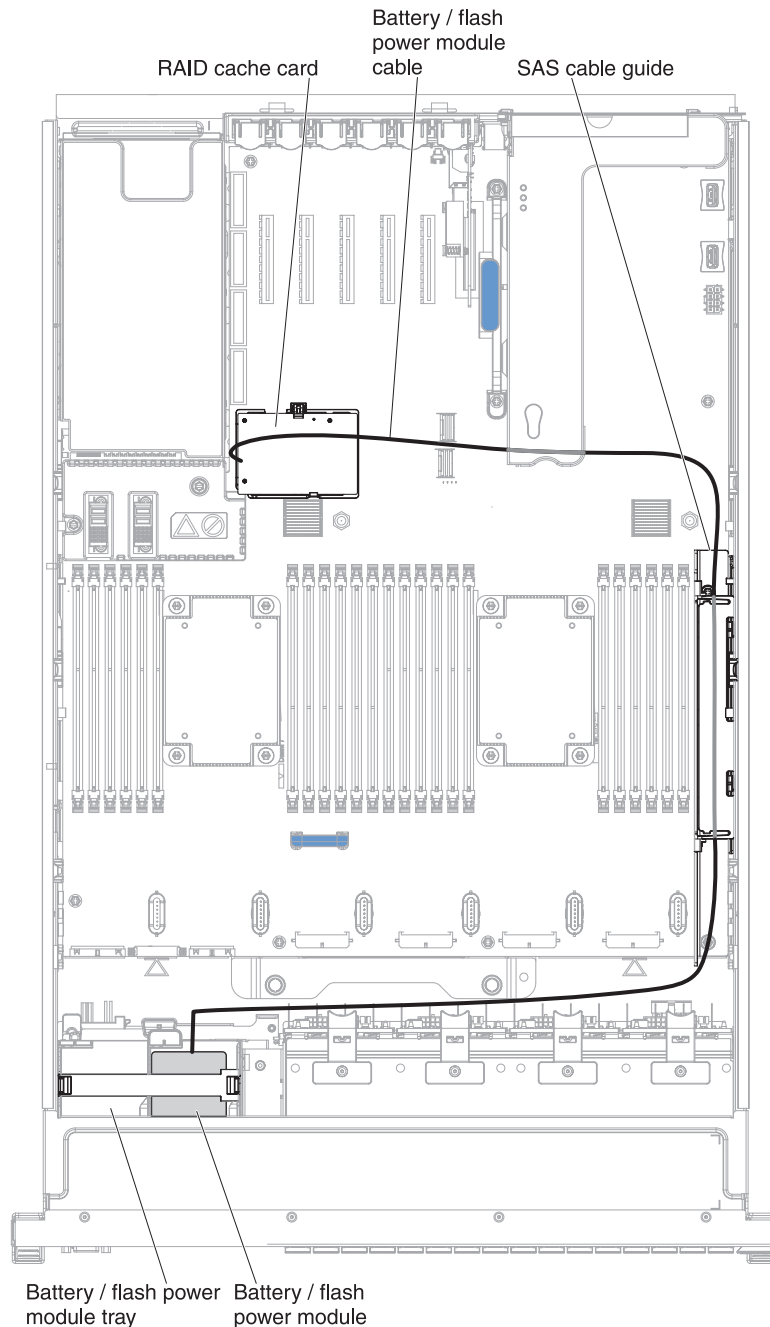 Battery / flash
power module
cable
RAID cache card
SAS cable guide
Battery / flash power
module tray
Battery / flash
power module